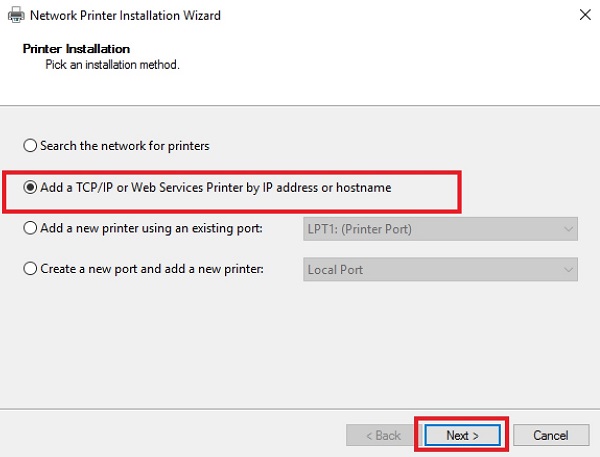 Network Printer Installation Wizard
Printer Installation
Pick an installation method.
Search the network for printers
Add a TCP/IP or Web Services Printer by IP address or hostname
Add a new printer using an existing port: LPT1: (Printer Port)
Create a new port and add a new printer: Local Port
< Back Next > Cancel